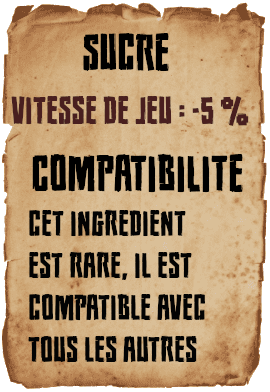 SUCRE
VITESSE DE JEU : -5 %
COMPATIBILITE
CET INGREDIENT
EST RARE, IL EST
COMPATIBLE AVEC
TOUS LES AUTRES